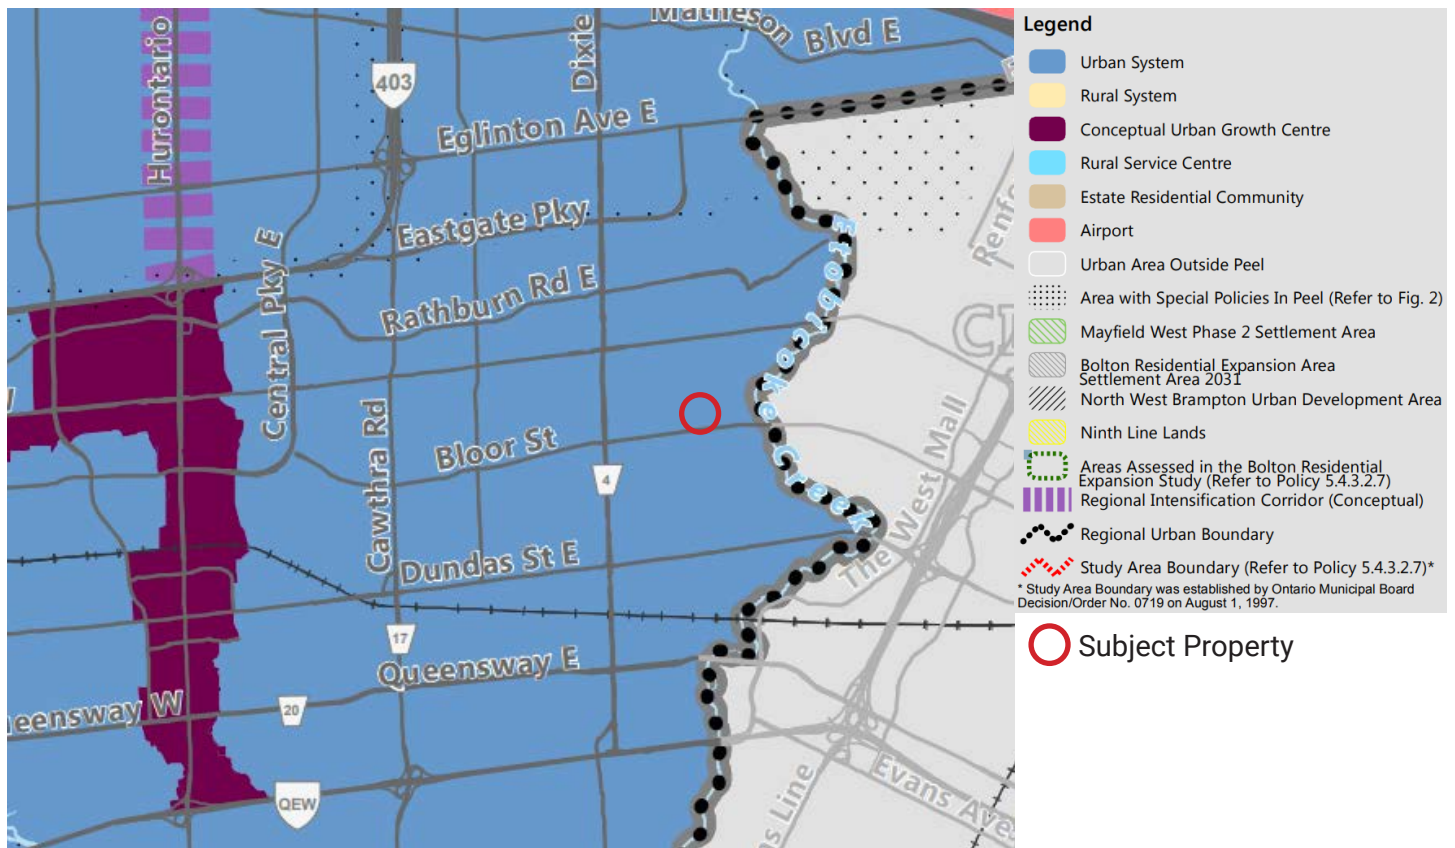 Matheson
Blvd E
Hurontario
403
Dixie
Eglinton Ave E
Eastgate Pky
Renfo
Etobicoke Creek
Central Pky E
Rathburn Rd E
Cawthra Rd
Bloor St
4
The West Mall
Dundas St E
17
Queensway E
eensway W
20
QEW
Evans Ave
ns Line
Legend
Urban System
Rural System
Conceptual Urban Growth Centre
Rural Service Centre
Estate Residential Community
Airport
Urban Area Outside Peel
Area with Special Policies In Peel (Refer to Fig. 2)
Mayfield West Phase 2 Settlement Area
Bolton Residential Expansion Area
Settlement Area 2031
North West Brampton Urban Development Area
Ninth Line Lands
Areas Assessed in the Bolton Residential
Expansion Study (Refer to Policy 5.4.3.2.7)
Regional Intensification Corridor (Conceptual)
Regional Urban Boundary
Study Area Boundary (Refer to Policy 5.4.3.2.7)*
* Study Area Boundary was established by Ontario Municipal Board
Decision/Order No. 0719 on August 1, 1997.
Subject Property